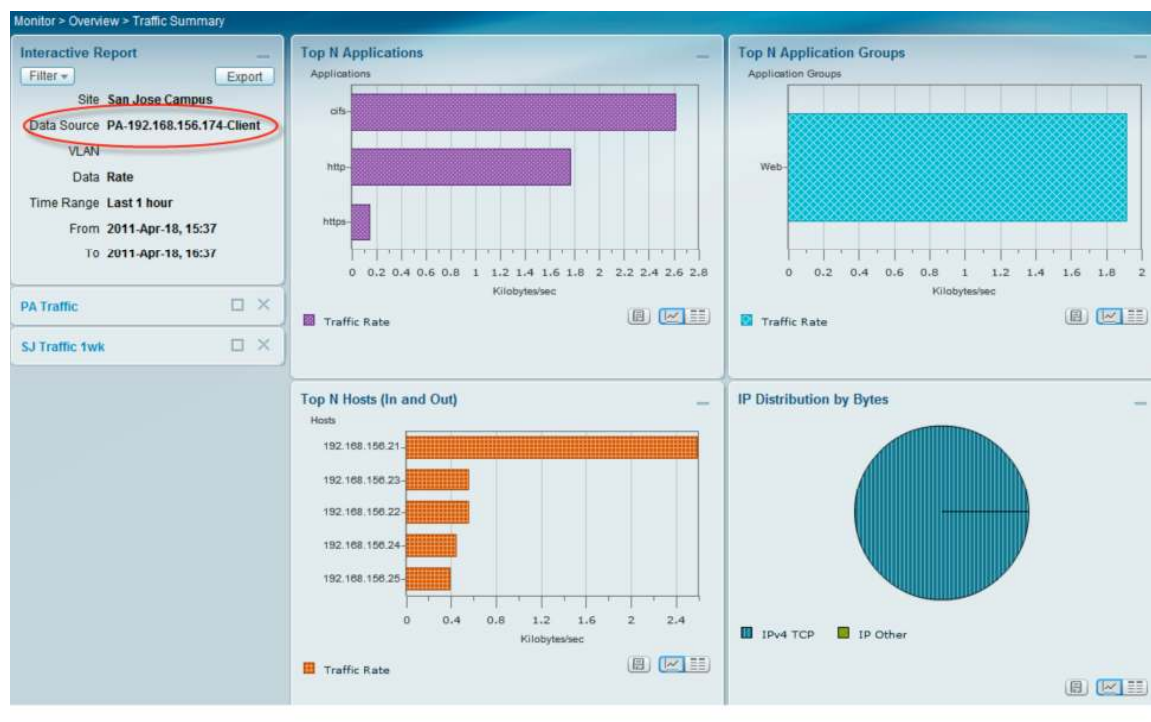 Monitor > Overview > Traffic Summary
Interactive Report
Filter
Export
Site San Jose Campus
Data Source PA-192.168.156.174-Client
VLAN
Data Rate
Time Range Last 1 hour
From 2011-Apr-18, 15:37
To 2011-Apr-18, 16:37
PA Traffic
SJ Traffic 1wk
Top N Applications
Applications
cifs
http
https
0 0.2 0.4 0.6 0.8 1 1.2 1.4 1.6 1.8 2 2.2 2.4 2.6 2.8
Kilobytes/sec
Traffic Rate
Top N Application Groups
Application Groups
Web
0 0.2 0.4 0.6 0.8 1 1.2 1.4 1.6 1.8 2
Kilobytes/sec
Traffic Rate
Top N Hosts (In and Out)
Hosts
192.168.156.21
192.168.156.23
192.168.156.22
192.168.156.24
192.168.156.25
0 0.4 0.8 1.2 1.6 2 2.4
Kilobytes/sec
Traffic Rate
IP Distribution by Bytes
IPv4 TCP IP Other